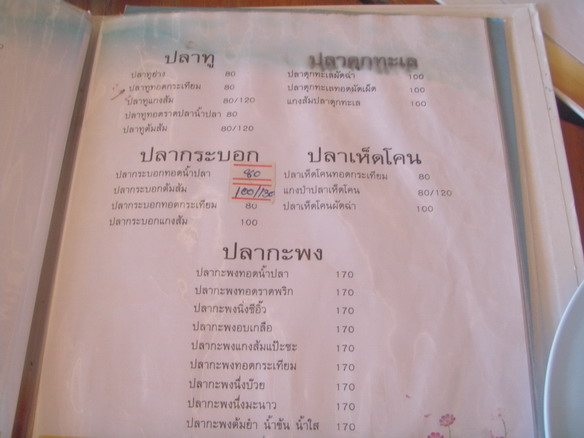 ปลาทู
ปลาทูย่าง 80
ปลาทูทอดกระเทียม 80
ปลาทูแกงส้ม 80/120
ปลาทูทอดราดปลาน้ำปลา 80
ปลาทูต้มส้ม 80/120
ปลาดุกทะเล
ปลาดุกทะเลผัดฉ่า 100
ปลาดุกทะเลทอดผัดเผ็ด 100
แกงส้มปลาดุกทะเล 100
ปลากระบอก
ปลากระบอกทอดน้ำปลา 80
ปลากระบอกต้มส้ม 100/130
ปลากระบอกทอดกระเทียม 80
ปลากระบอกแกงส้ม 100
ปลาเห็ดโคน
ปลาเห็ดโคนทอดกระเทียม 80
แกงป่าปลาเห็ดโคน 80/120
ปลาเห็ดโคนผัดฉ่า 100
ปลากะพง
ปลากะพงทอดน้ำปลา 170
ปลากะพงทอดราดพริก 170
ปลากะพงนึ่งซีอิ๊ว 170
ปลากะพงอบเกลือ 170
ปลากะพงแกงส้มแป๊ะซะ 170
ปลากะพงทอดกระเทียม 170
ปลากะพงนึ่งบ๊วย 170
ปลากะพงนึ่งมะนาว 170
ปลากะพงต้มยำ น้ำข้น น้ำใส 170